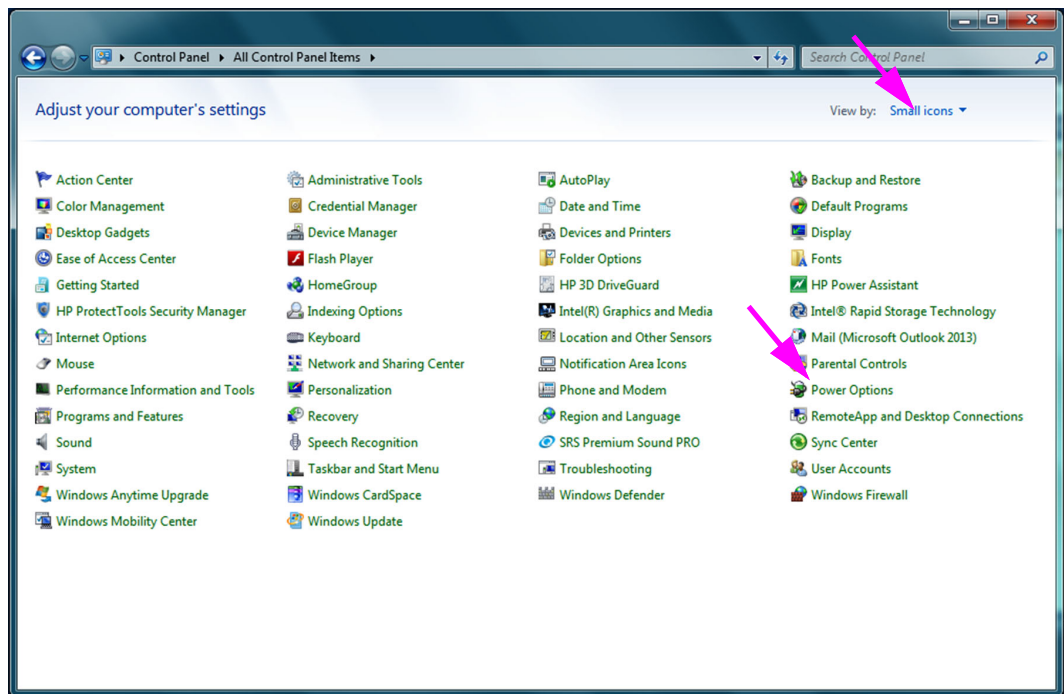 Control Panel All Control Panel Items Search Control Panel
Adjust your computer's settings View by: Small icons
Action Center Administrative Tools AutoPlay Backup and Restore
Color Management Credential Manager Date and Time Default Programs
Desktop Gadgets Device Manager Devices and Printers Display
Ease of Access Center Flash Player Folder Options Fonts
Getting Started HomeGroup HP 3D DriveGuard HP Power Assistant
HP ProtectTools Security Manager Indexing Options Intel(R) Graphics and Media Intel® Rapid Storage Technology
Internet Options Keyboard Location and Other Sensors Mail (Microsoft Outlook 2013)
Mouse Network and Sharing Center Notification Area Icons Parental Controls
Performance Information and Tools Personalization Phone and Modem Power Options
Programs and Features Recovery Region and Language RemoteApp and Desktop Connections
Sound Speech Recognition SRS Premium Sound PRO Sync Center
System Taskbar and Start Menu Troubleshooting User Accounts
Windows Anytime Upgrade Windows CardSpace Windows Defender Windows Firewall
Windows Mobility Center Windows Update